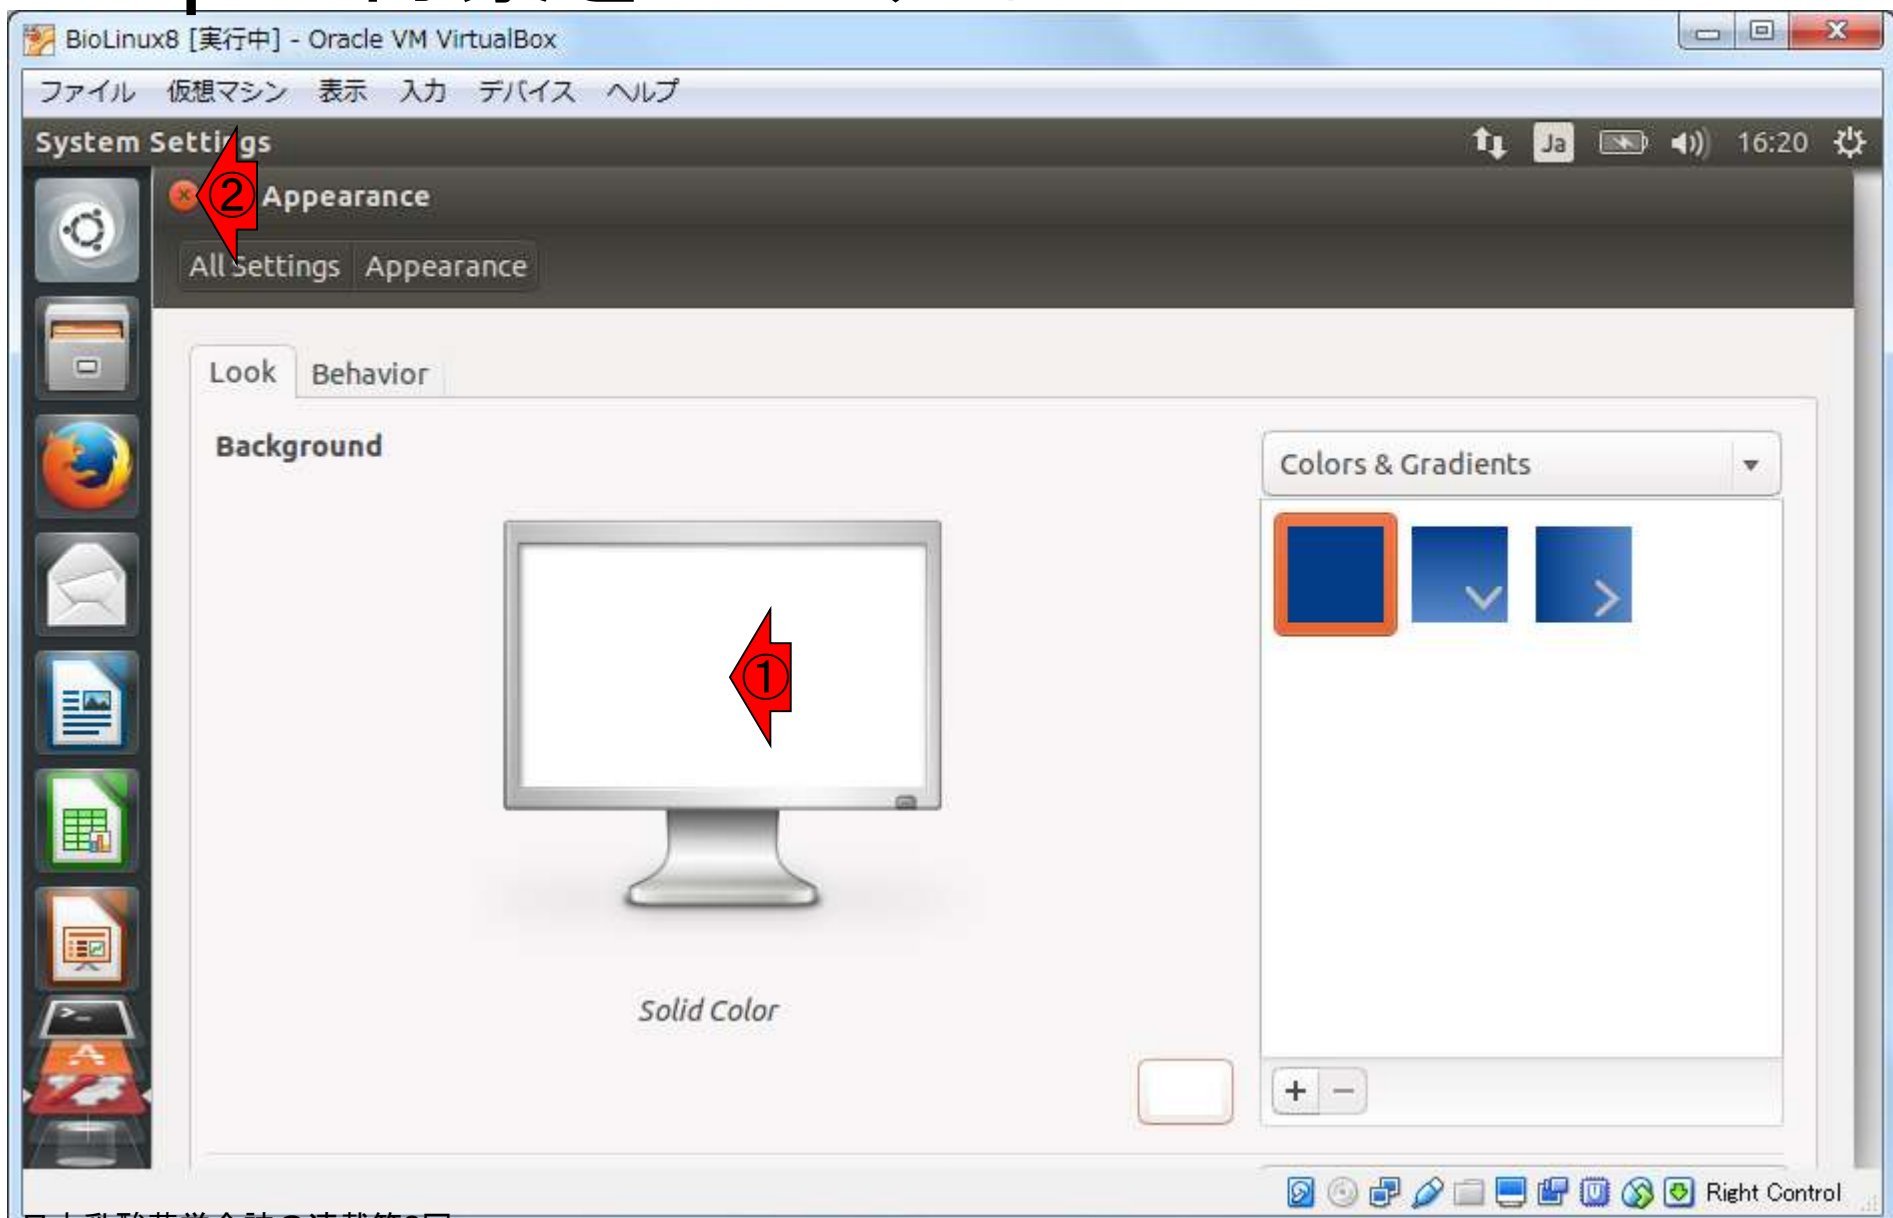 BioLinux8 [実行中] - Oracle VM VirtualBox
ファイル 仮想マシン 表示 入力 デバイス ヘルプ
System Settings
Ja
16:20
② Appearance
All Settings Appearance
Look Behavior
Background
Colors & Gradients
①
Solid Color
Right Control